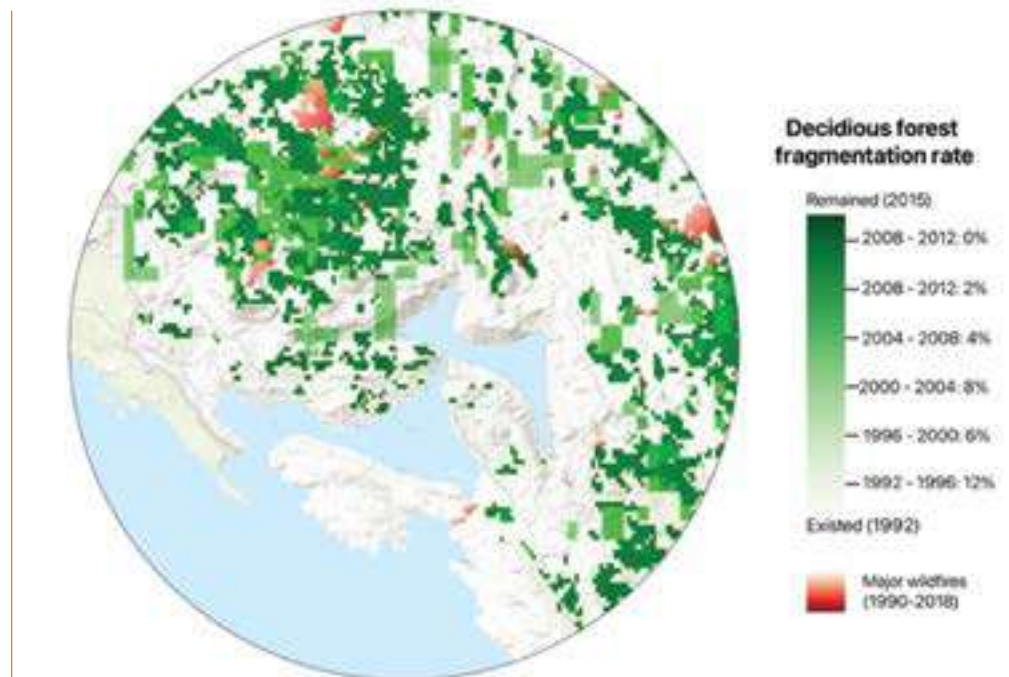 Decidious forest
fragmentation rate
Remained (2015)
2008 - 2012: 0%
2008 - 2012: 2%
2004 - 2008: 4%
2000 - 2004: 8%
1996 - 2000: 6%
1992 - 1996: 12%
Existed (1992)
Major wildfires
(1990-2018)